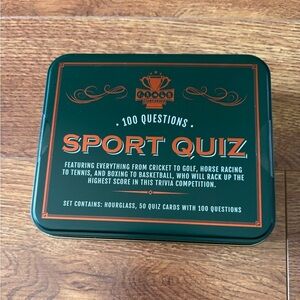 · 100 QUESTIONS ·
SPORT QUIZ
FEATURING EVERYTHING FROM CRICKET TO GOLF, HORSE RACING
TO TENNIS, AND BOXING TO BASKETBALL, WHO WILL RACK UP THE
HIGHEST SCORE IN THIS TRIVIA COMPETITION.
SET CONTAINS: HOURGLASS, 50 QUIZ CARDS WITH 100 QUESTIONS